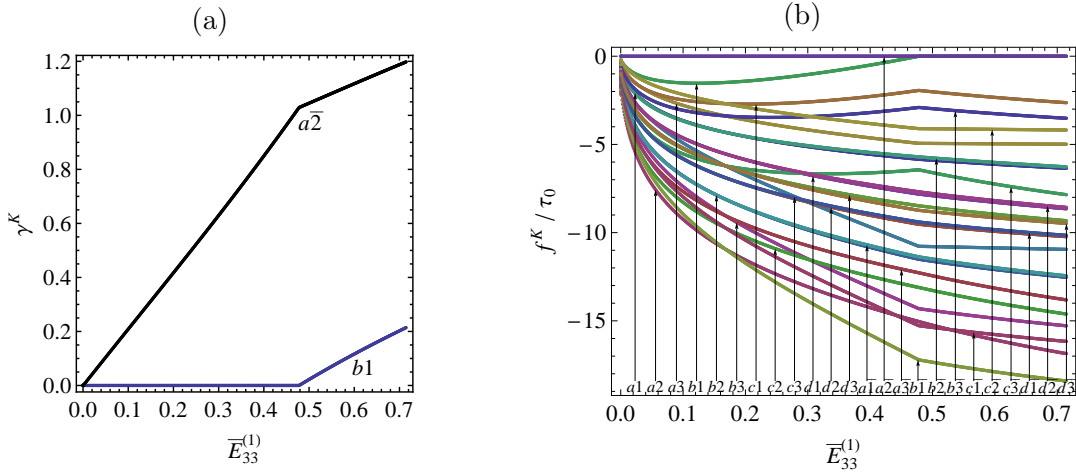 (a)
γ^K
1.2
1.0
0.8
0.6
0.4
0.2
0.0
a2̅
b1
0.0 0.1 0.2 0.3 0.4 0.5 0.6 0.7
E̅₃₃⁽¹⁾
(b)
f^K / τ₀
0
−5
−10
−15
a1 a2 a3 b1 b2 b3 c1 c2 c3 d1 d2 d3 a1̅ a2̅ a3̅ b1̅ b2̅ b3̅ c1̅ c2̅ c3̅ d1̅ d2̅ d3̅
0.0 0.1 0.2 0.3 0.4 0.5 0.6 0.7
E̅₃₃⁽¹⁾